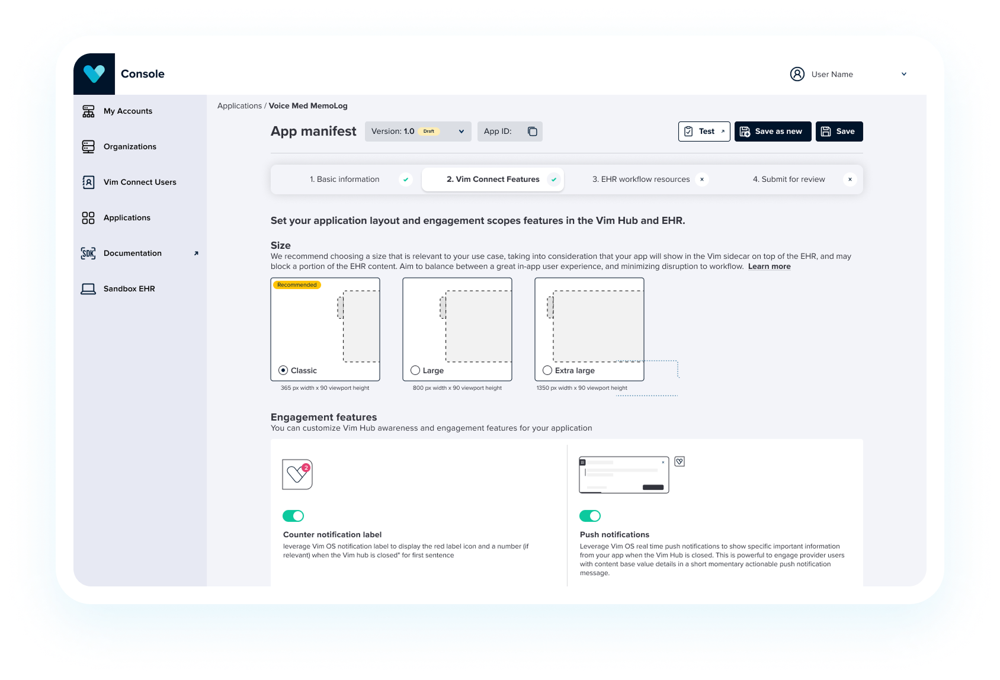 Console
User Name
My Accounts
Organizations
Vim Connect Users
Applications
SDK
Documentation
Sandbox EHR
Applications / Voice Med MemoLog
App manifest
Version: 1.0 Draft
App ID:
Test
Save as new
Save
1. Basic information
2. Vim Connect Features
3. EHR workflow resources
4. Submit for review
Set your application layout and engagement scopes features in the Vim Hub and EHR.
Size
We recommend choosing a size that is relevant to your use case, taking into consideration that your app will show in the Vim sidecar on top of the EHR, and may
block a portion of the EHR content. Aim to balance between a great in-app user experience, and minimizing disruption to workflow. Learn more
Recommended
Classic
Large
Extra large
365 px width x 90 viewport height
800 px width x 90 viewport height
1350 px width x 90 viewport height
Engagement features
You can customize Vim Hub awareness and engagement features for your application
2
Counter notification label
leverage Vim OS notification label to display the red label icon and a number (if
relevant) when the Vim hub is closed" for first sentence
Push notifications
Leverage Vim OS real time push notifications to show specific important information
from your app when the Vim Hub is closed. This is powerful to engage provider users
with content base value details in a short momentary actionable push notification
message.